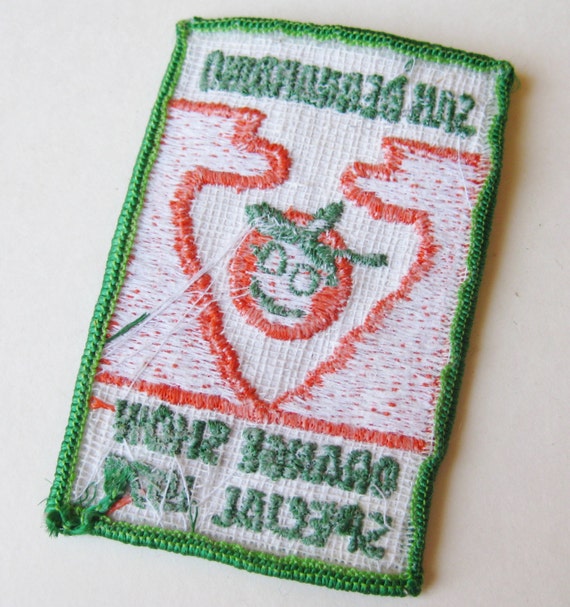 SAN BERNARDINO
ORANGE SHOW
SPECIAL